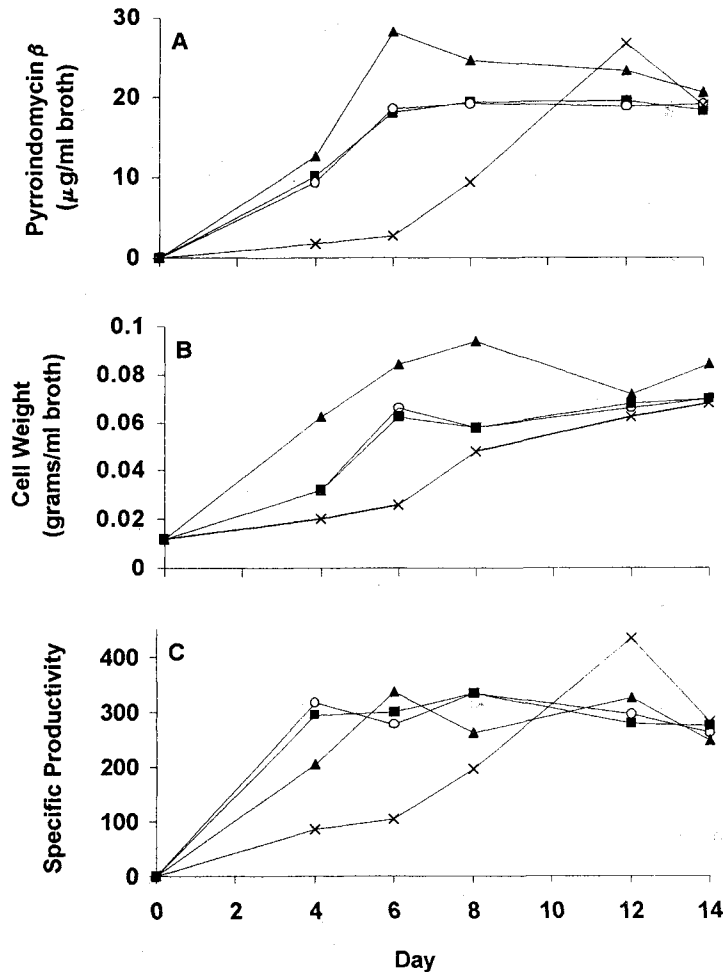 A
Pyrroindomycin β
(μg/ml broth)
30
20
10
0
B
Cell Weight
(grams/ml broth)
0.1
0.08
0.06
0.04
0.02
0
C
Specific Productivity
400
300
200
100
0
0 2 4 6 8 10 12 14
Day